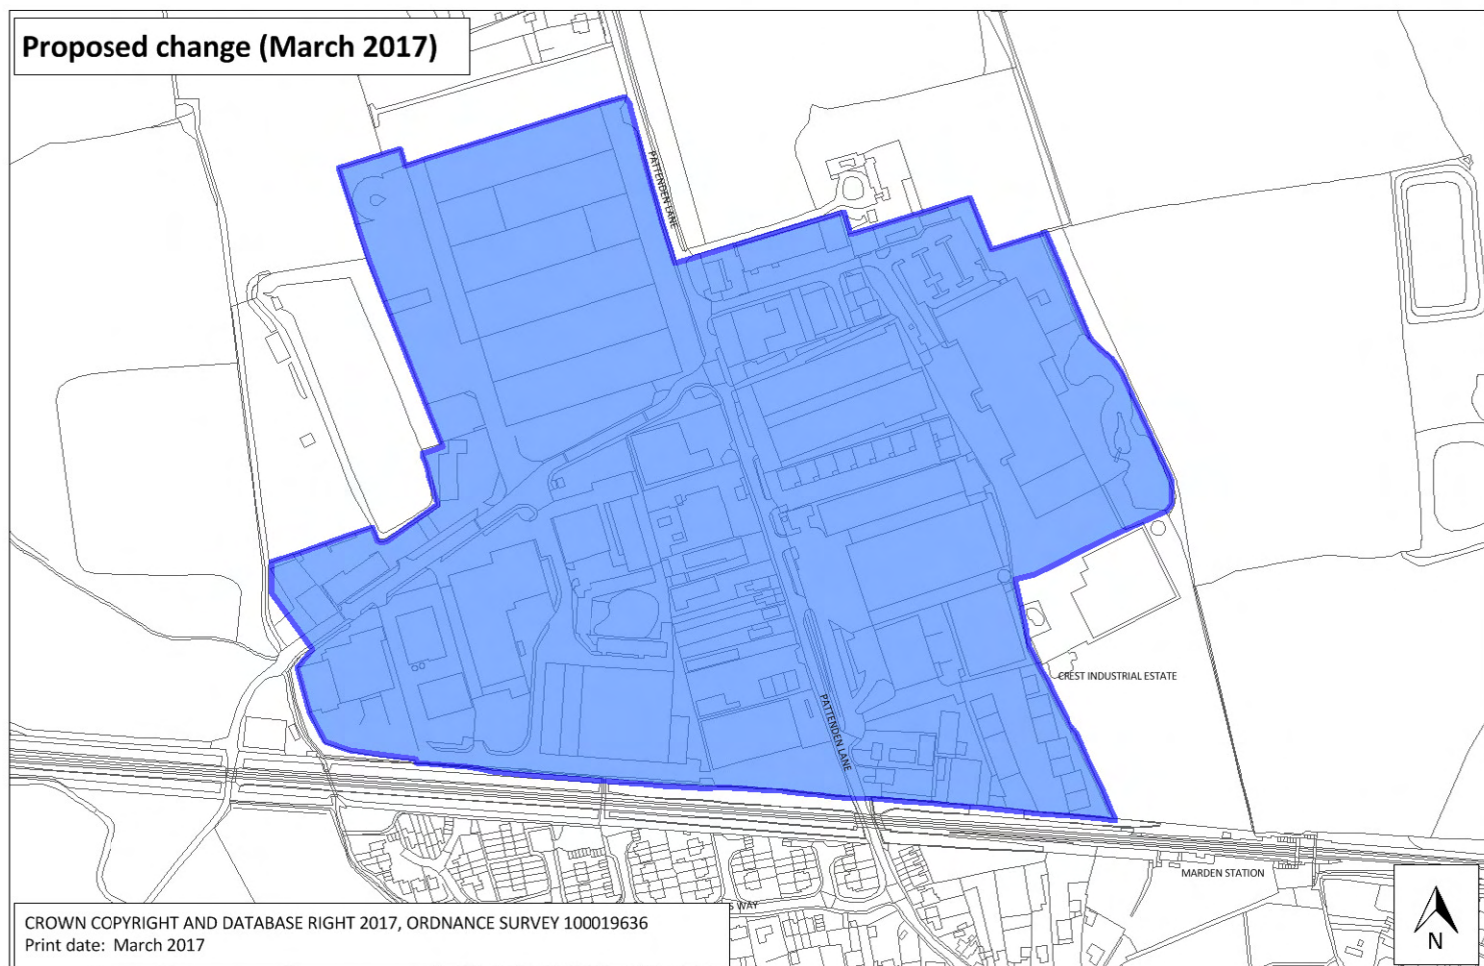 Proposed change (March 2017)
PATTENDEN LANE
CREST INDUSTRIAL ESTATE
PATTENDEN LANE
MARDEN STATION
S WAY
CROWN COPYRIGHT AND DATABASE RIGHT 2017, ORDNANCE SURVEY 100019636
Print date: March 2017
N